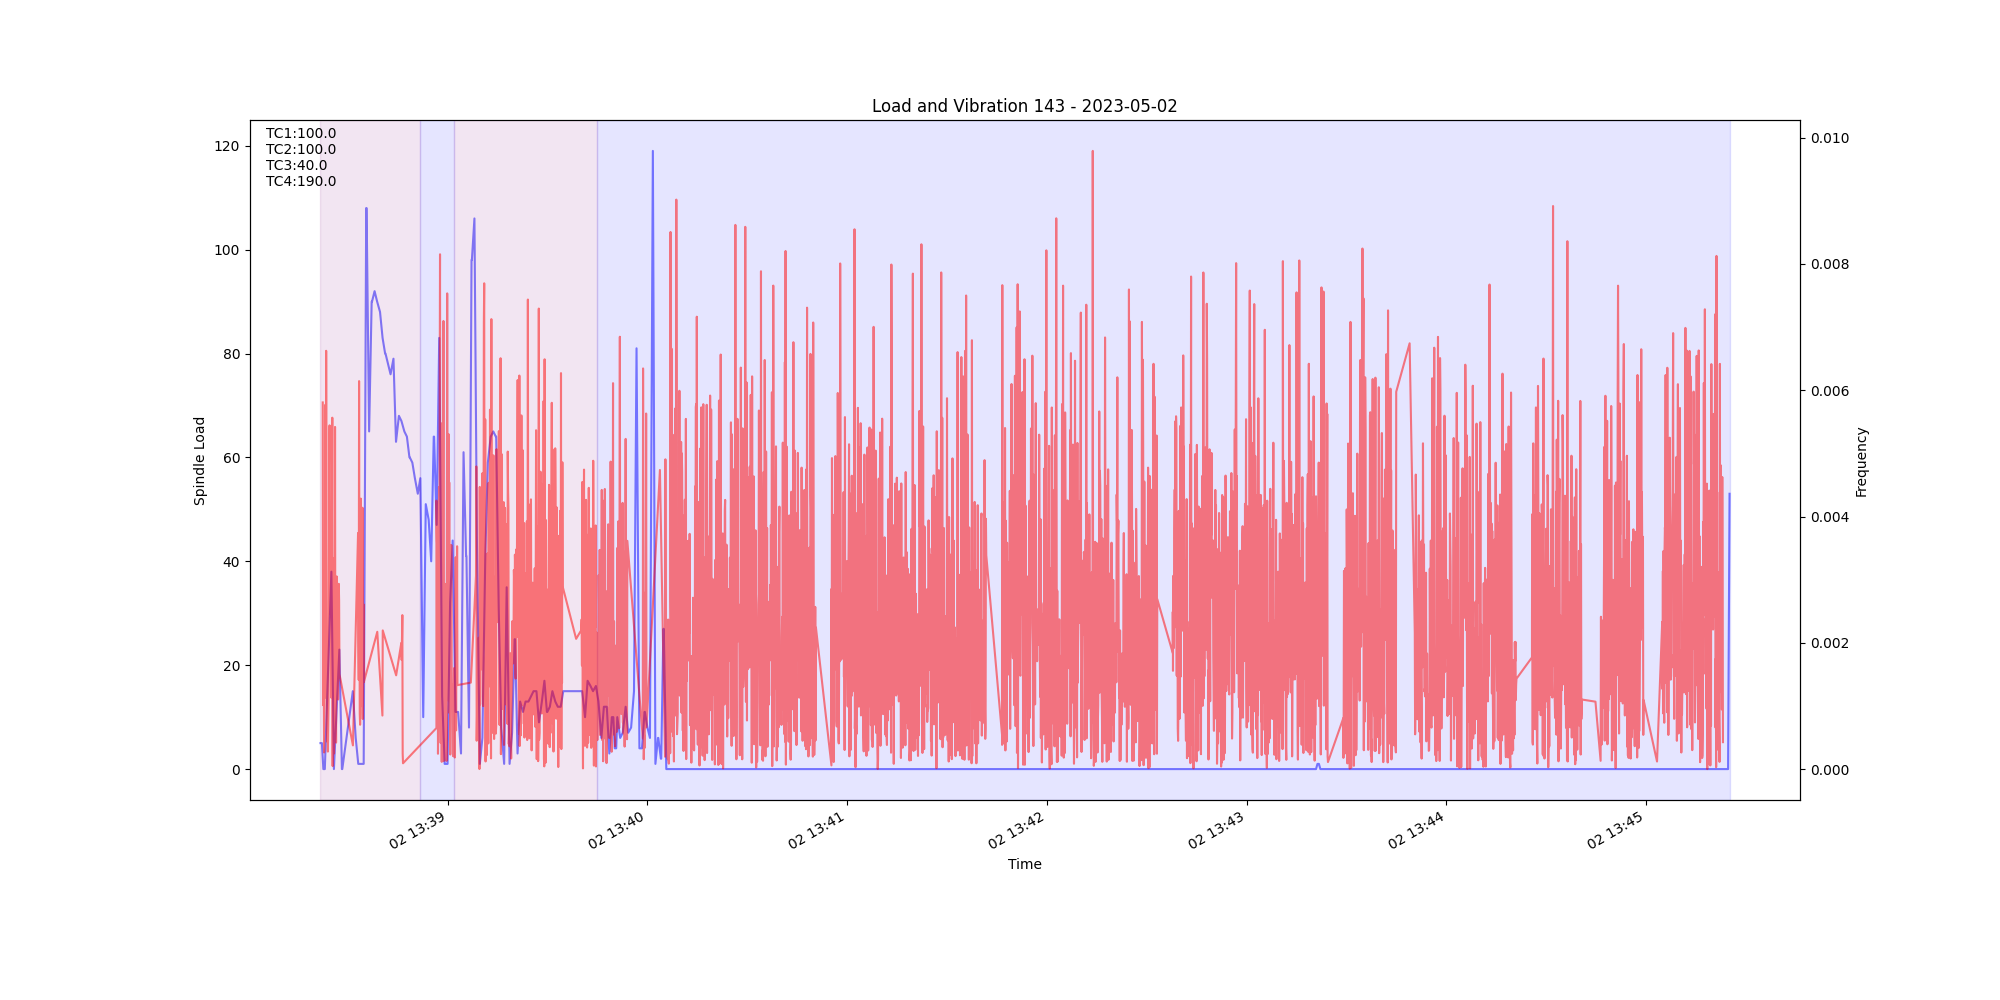 Load and Vibration 143 - 2023-05-02
TC1:100.0
TC2:100.0
TC3:40.0
TC4:190.0
120
100
80
60
40
20
0
Spindle Load
0.010
0.008
0.006
0.004
0.002
0.000
Frequency
02 13:39
02 13:40
02 13:41
02 13:42
02 13:43
02 13:44
02 13:45
Time